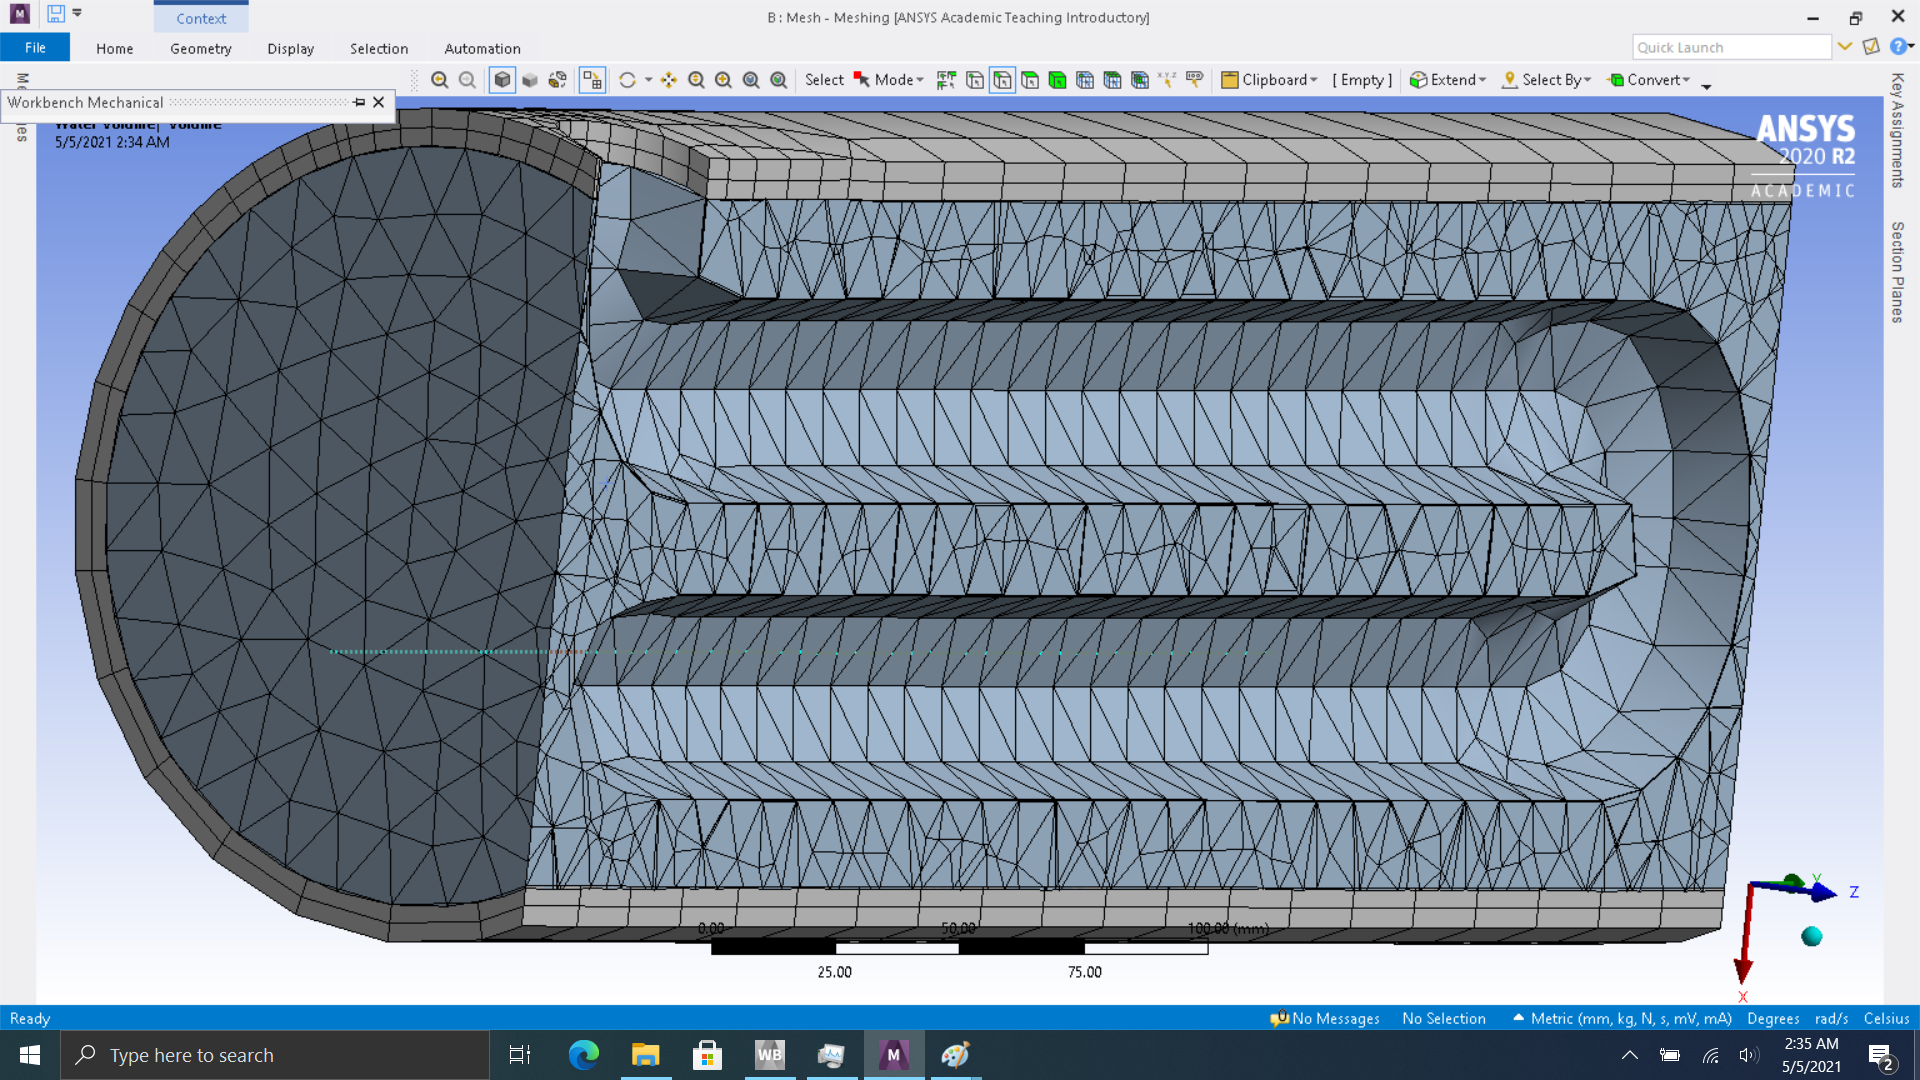 M
Context
B : Mesh - Meshing [ANSYS Academic Teaching Introductory]
File
Home
Geometry
Display
Selection
Automation
Quick Launch
Select
Mode
Clipboard
[ Empty ]
Extend
Select By
Convert
Workbench Mechanical
Water Volume, Volume
5/5/2021 2:34 AM
ANSYS
2020 R2
ACADEMIC
Key Assignments
Section Planes
0.00
50.00
100.00 (mm)
25.00
75.00
Y
Z
X
Ready
0 No Messages
No Selection
Metric (mm, kg, N, s, mV, mA)
Degrees
rad/s
Celsius
Type here to search
WB
M
2:35 AM
5/5/2021
2